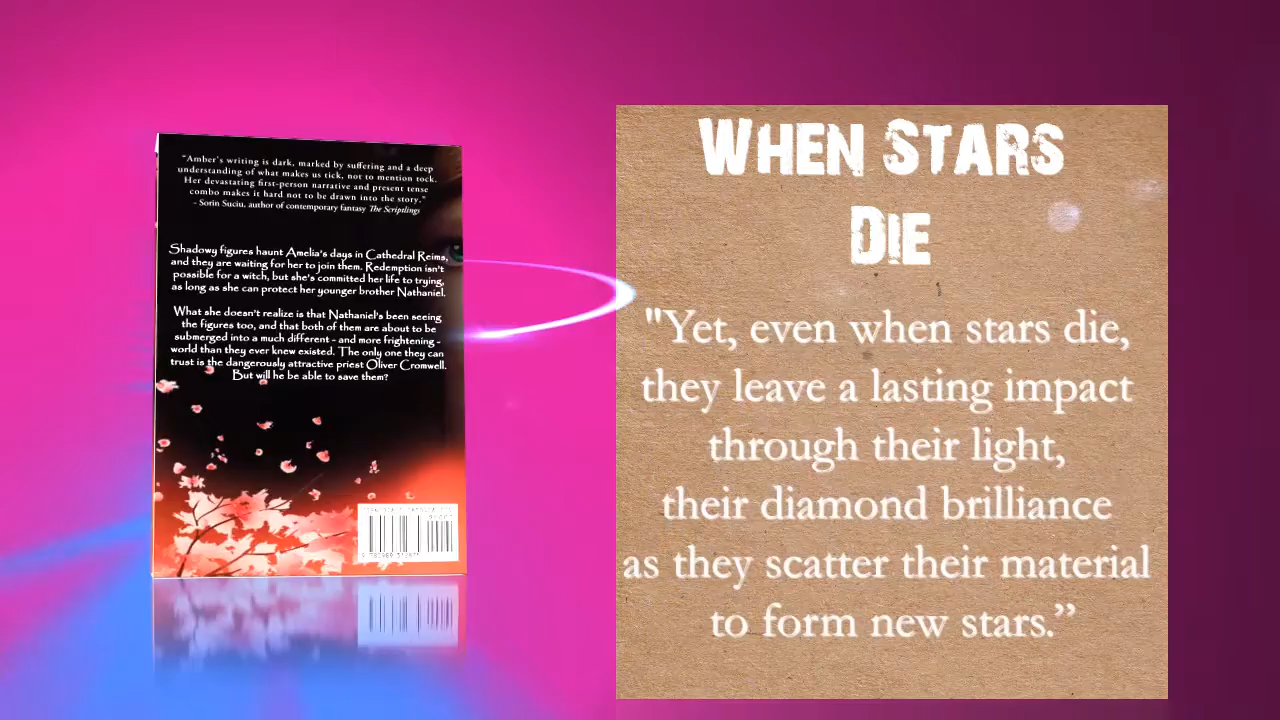 “Amber's writing is dark, marked by suffering and a deep
understanding of what makes us tick, not to mention tock.
Her devastating first-person narrative and present tense
combo makes it hard not to be drawn into the story.”
- Sorin Suciu, author of contemporary fantasy The Scriptlings
Shadowy figures haunt Amelia's days in Cathedral Reims,
and they are waiting for her to join them. Redemption isn't
possible for a witch, but she's committed her life to trying,
as long as she can protect her younger brother Nathaniel.
What she doesn't realize is that Nathaniel's been seeing
the figures too, and that both of them are about to be
submerged into a much different - and more frightening -
world than they ever knew existed. The only one they can
trust is the dangerously attractive priest Oliver Cromwell.
But will he be able to save them?
WHEN STARS
DIE
"Yet, even when stars die,
they leave a lasting impact
through their light,
their diamond brilliance
as they scatter their material
to form new stars.”